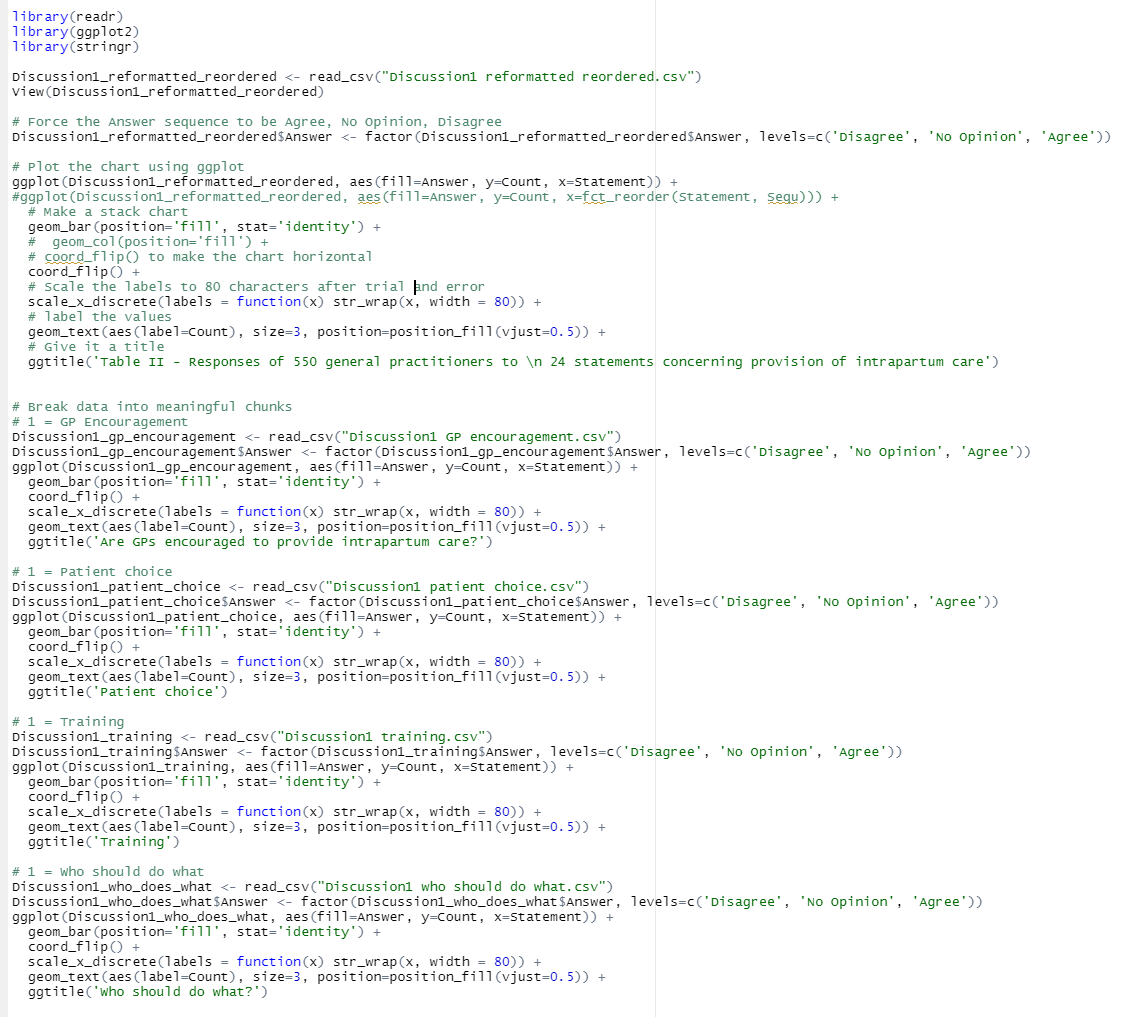 library(readr)
library(ggplot2)
library(stringr)

Discussion1_reformatted_reordered <- read_csv("Discussion1 reformatted reordered.csv")
View(Discussion1_reformatted_reordered)

# Force the Answer sequence to be Agree, No Opinion, Disagree
Discussion1_reformatted_reordered$Answer <- factor(Discussion1_reformatted_reordered$Answer, levels=c('Disagree', 'No Opinion', 'Agree'))

# Plot the chart using ggplot
ggplot(Discussion1_reformatted_reordered, aes(fill=Answer, y=Count, x=Statement)) +
#ggplot(Discussion1_reformatted_reordered, aes(fill=Answer, y=Count, x=fct_reorder(Statement, Sequ))) +
  # Make a stack chart
  geom_bar(position='fill', stat='identity') +
  #  geom_col(position='fill') +
  # coord_flip() to make the chart horizontal
  coord_flip() +
  # Scale the labels to 80 characters after trial and error
  scale_x_discrete(labels = function(x) str_wrap(x, width = 80)) +
  # label the values
  geom_text(aes(label=Count), size=3, position=position_fill(vjust=0.5)) +
  # Give it a title
  ggtitle('Table II - Responses of 550 general practitioners to \n 24 statements concerning provision of intrapartum care')


# Break data into meaningful chunks
# 1 = GP Encouragement
Discussion1_gp_encouragement <- read_csv("Discussion1 GP encouragement.csv")
Discussion1_gp_encouragement$Answer <- factor(Discussion1_gp_encouragement$Answer, levels=c('Disagree', 'No Opinion', 'Agree'))
ggplot(Discussion1_gp_encouragement, aes(fill=Answer, y=Count, x=Statement)) +
  geom_bar(position='fill', stat='identity') +
  coord_flip() +
  scale_x_discrete(labels = function(x) str_wrap(x, width = 80)) +
  geom_text(aes(label=Count), size=3, position=position_fill(vjust=0.5)) +
  ggtitle('Are GPs encouraged to provide intrapartum care?')

# 1 = Patient choice
Discussion1_patient_choice <- read_csv("Discussion1 patient choice.csv")
Discussion1_patient_choice$Answer <- factor(Discussion1_patient_choice$Answer, levels=c('Disagree', 'No Opinion', 'Agree'))
ggplot(Discussion1_patient_choice, aes(fill=Answer, y=Count, x=Statement)) +
  geom_bar(position='fill', stat='identity') +
  coord_flip() +
  scale_x_discrete(labels = function(x) str_wrap(x, width = 80)) +
  geom_text(aes(label=Count), size=3, position=position_fill(vjust=0.5)) +
  ggtitle('Patient choice')

# 1 = Training
Discussion1_training <- read_csv("Discussion1 training.csv")
Discussion1_training$Answer <- factor(Discussion1_training$Answer, levels=c('Disagree', 'No Opinion', 'Agree'))
ggplot(Discussion1_training, aes(fill=Answer, y=Count, x=Statement)) +
  geom_bar(position='fill', stat='identity') +
  coord_flip() +
  scale_x_discrete(labels = function(x) str_wrap(x, width = 80)) +
  geom_text(aes(label=Count), size=3, position=position_fill(vjust=0.5)) +
  ggtitle('Training')

# 1 = Who should do what
Discussion1_who_does_what <- read_csv("Discussion1 who should do what.csv")
Discussion1_who_does_what$Answer <- factor(Discussion1_who_does_what$Answer, levels=c('Disagree', 'No Opinion', 'Agree'))
ggplot(Discussion1_who_does_what, aes(fill=Answer, y=Count, x=Statement)) +
  geom_bar(position='fill', stat='identity') +
  coord_flip() +
  scale_x_discrete(labels = function(x) str_wrap(x, width = 80)) +
  geom_text(aes(label=Count), size=3, position=position_fill(vjust=0.5)) +
  ggtitle('Who should do what?')